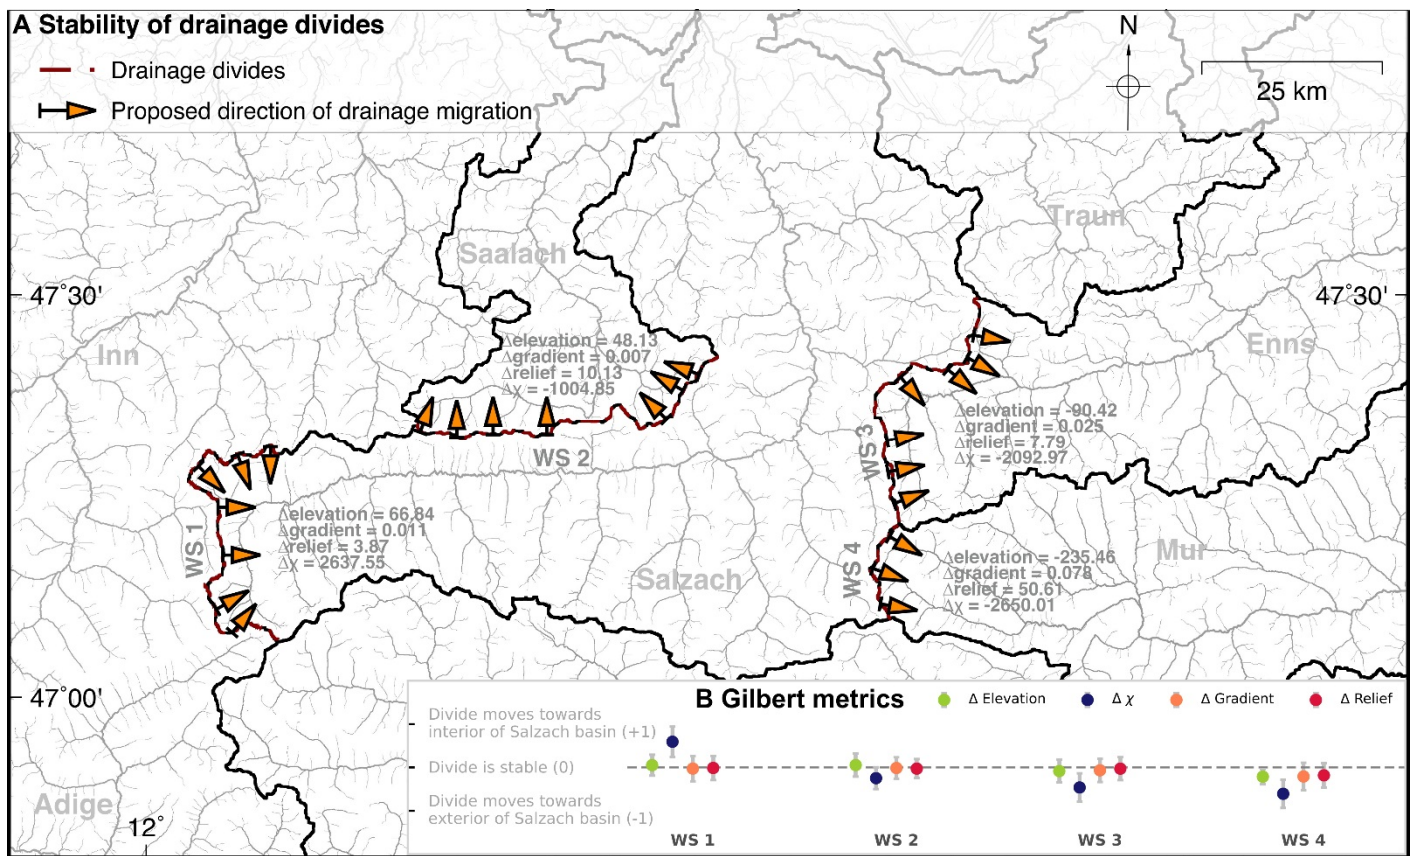 A Stability of drainage divides
Drainage divides
Proposed direction of drainage migration
N
25 km
Traun
Saalach
47°30'
47°30'
Inn
Enns
Δelevation = 48.13
Δgradient = 0.007
Δrelief = 10.13
Δχ = -1004.85
WS 2
Δelevation = -90.42
Δgradient = 0.025
Δrelief = 7.79
Δχ = -2092.97
WS 3
WS 1
Δelevation = 66.84
Δgradient = 0.011
Δrelief = 3.87
Δχ = 2637.55
Salzach
WS 4
Δelevation = -235.46
Δgradient = 0.078
Δrelief = 50.61
Δχ = -2650.01
Mur
47°00'
Adige
12°
B Gilbert metrics
Δ Elevation
Δ χ
Δ Gradient
Δ Relief
Divide moves towards
interior of Salzach basin (+1)
Divide is stable (0)
Divide moves towards
exterior of Salzach basin (-1)
WS 1
WS 2
WS 3
WS 4